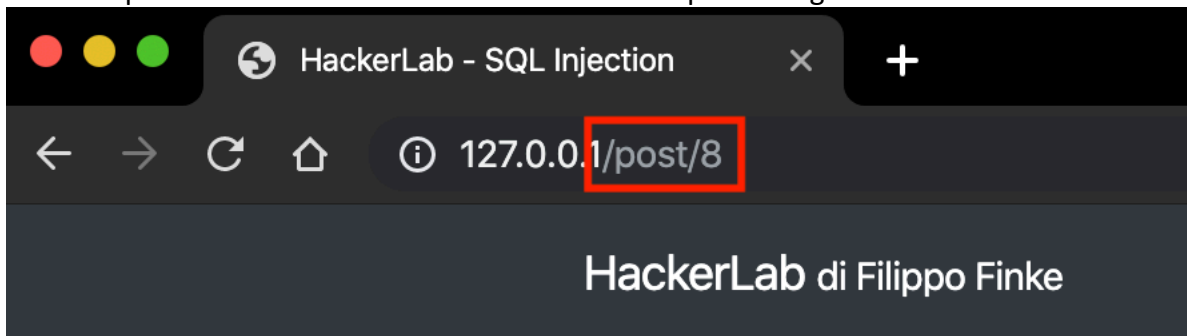 HackerLab - SQL Injection
127.0.0.1/post/8
HackerLab di Filippo Finke